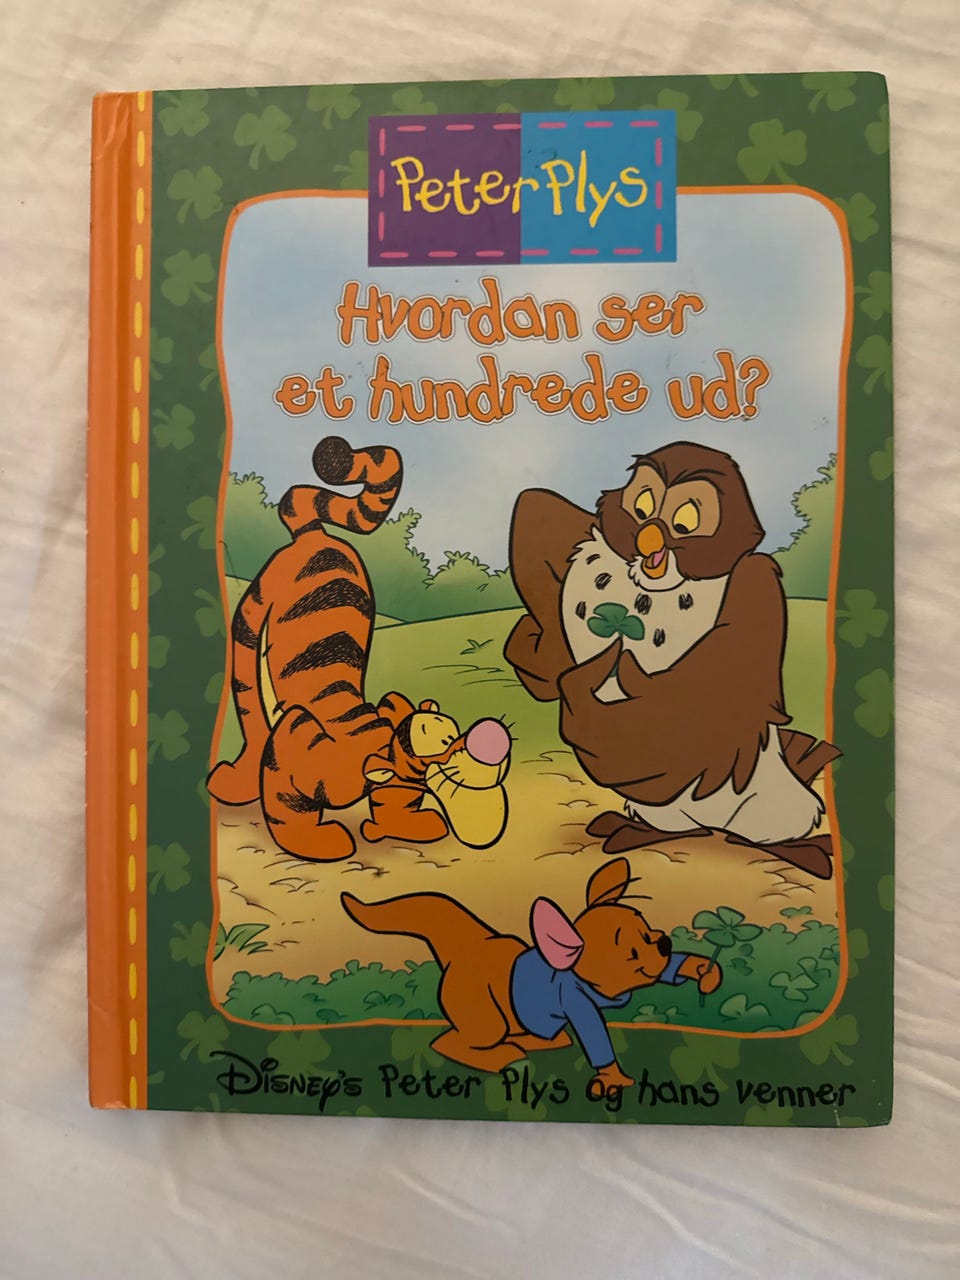 Peter Plys
Hvordan ser
et hundrede ud?
Disney's Peter Plys og hans venner